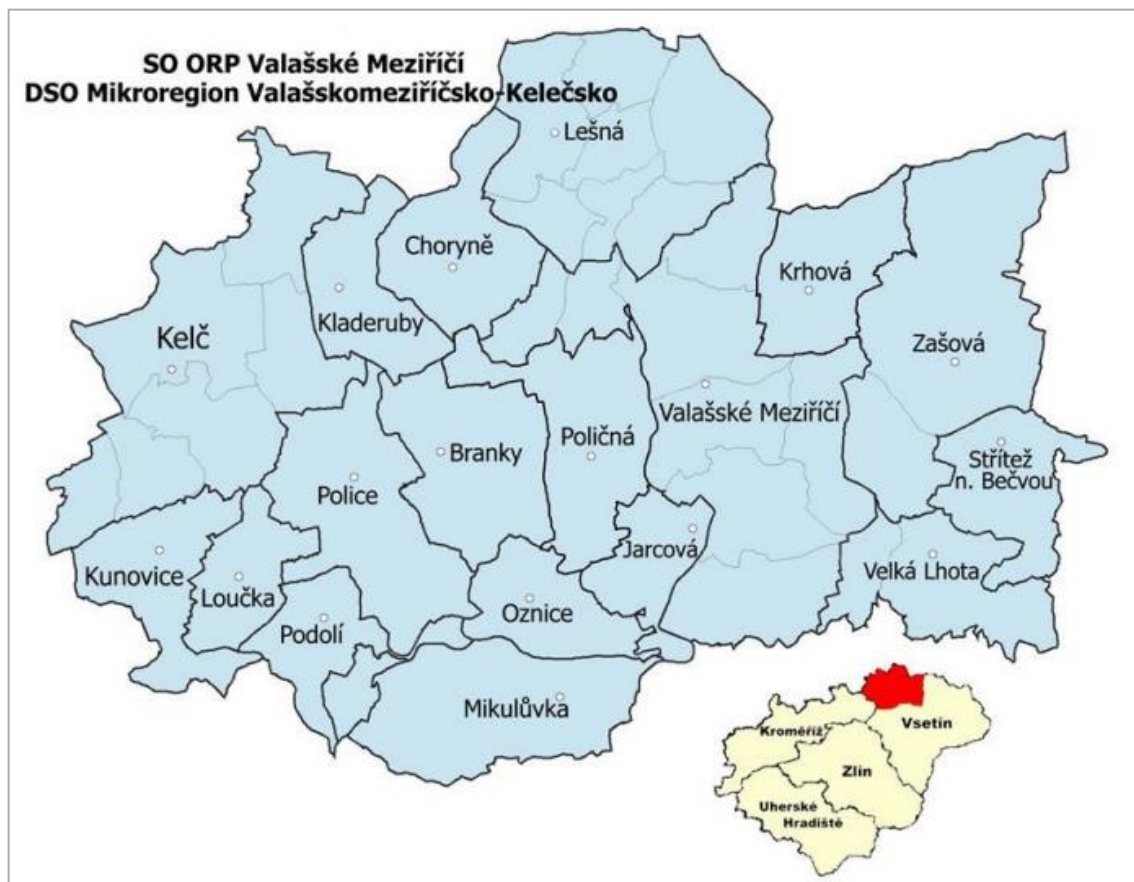 SO ORP Valašské Meziříčí
DSO Mikroregion Valašskomeziříčsko-Kelečsko
Lešná
Choryně
Krhová
Kladeruby
Kelč
Zašová
Valašské Meziříčí
Poličná
Branky
Střítež
n. Bečvou
Police
Jarcová
Velká Lhota
Kunovice
Loučka
Oznice
Podolí
Mikulůvka
Kroměříž
Vsetín
Zlín
Uherské
Hradiště